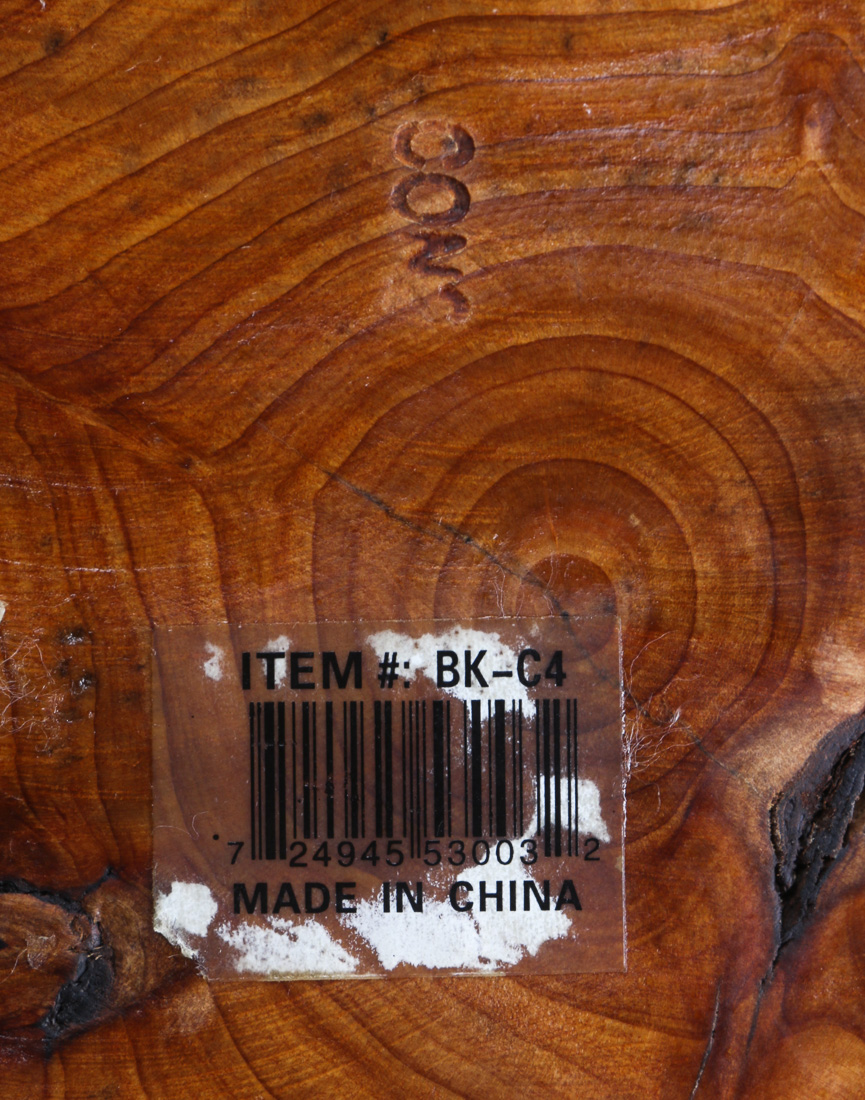 ITEM #: BK-C4
7 24945 53003 2
MADE IN CHINA